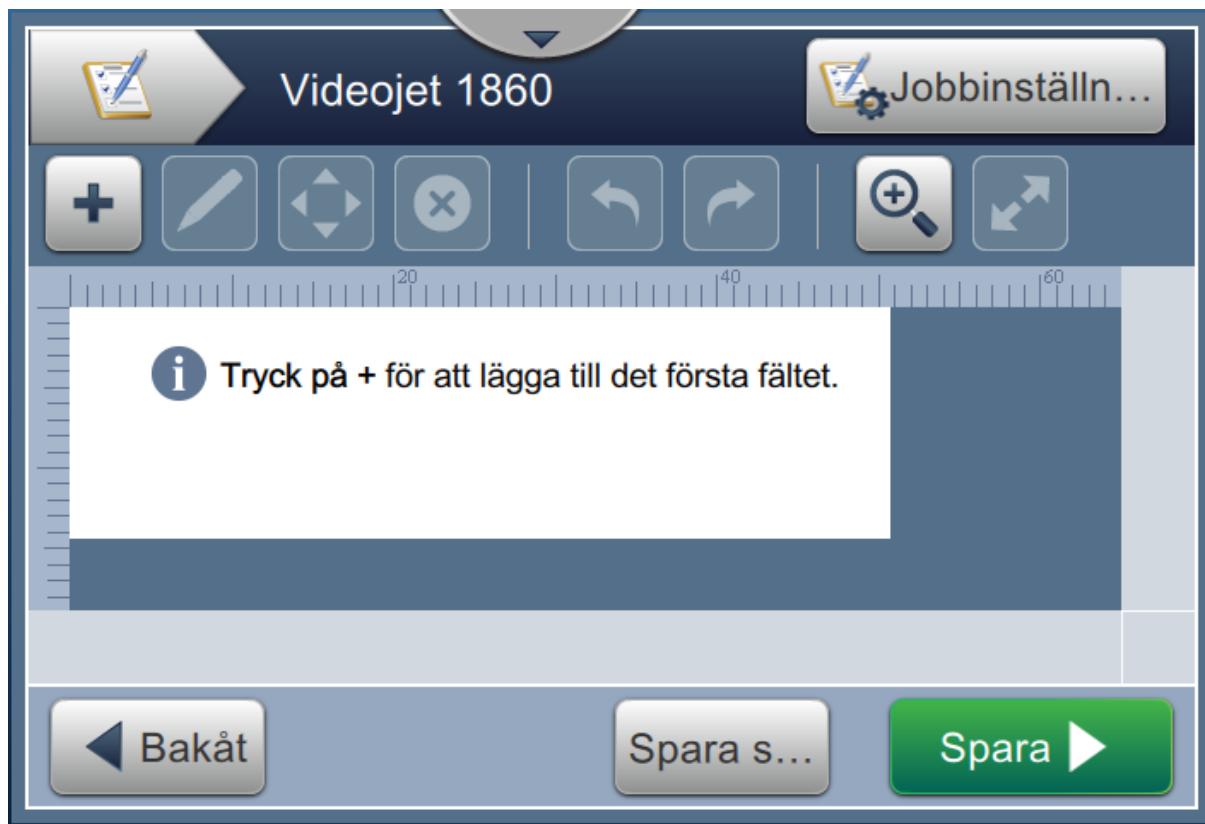 Videojet 1860
Jobbinställn...
20 40 60
Tryck på + för att lägga till det första fältet.
Bakåt
Spara s...
Spara